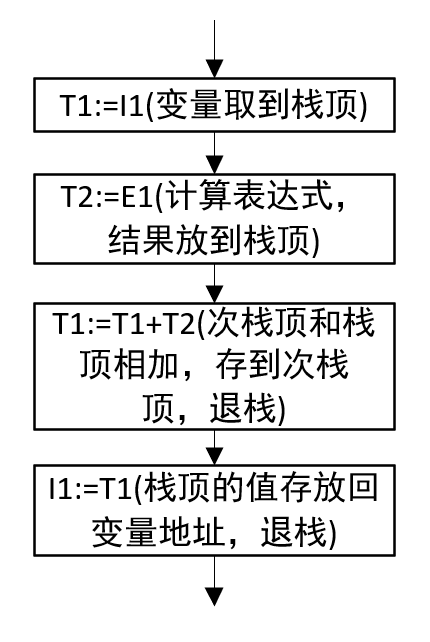 T1:=I1(变量取到栈顶)
T2:=E1(计算表达式，
结果放到栈顶)
T1:=T1+T2(次栈顶和栈
顶相加，存到次栈
顶，退栈)
I1:=T1(栈顶的值存放回
变量地址，退栈)